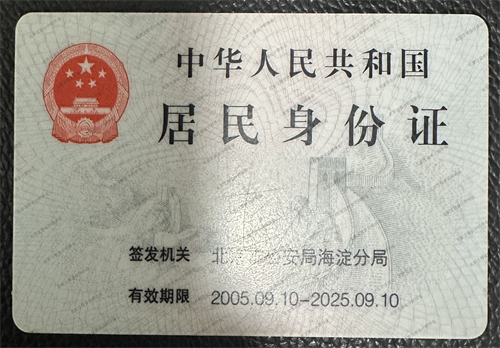 中华人民共和国
居民身份证
签发机关 北 安局海淀分局
有效期限 2005.09.10-2025.09.10